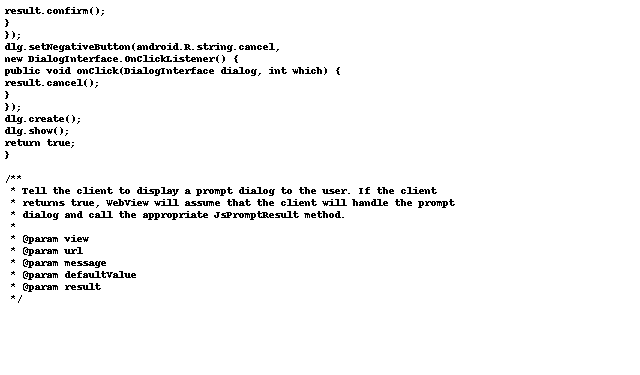 result.confirm();
}
});
dlg.setNegativeButton(android.R.string.cancel,
new DialogInterface.OnClickListener() {
public void onClick(DialogInterface dialog, int which) {
result.cancel();
}
});
dlg.create();
dlg.show();
return true;
}
/**
* Tell the client to display a prompt dialog to the user. If the client
* returns true, WebView will assume that the client will handle the prompt
* dialog and call the appropriate JsPromptResult method.
*
* @param view
* @param url
* @param message
* @param defaultValue
* @param result
*/